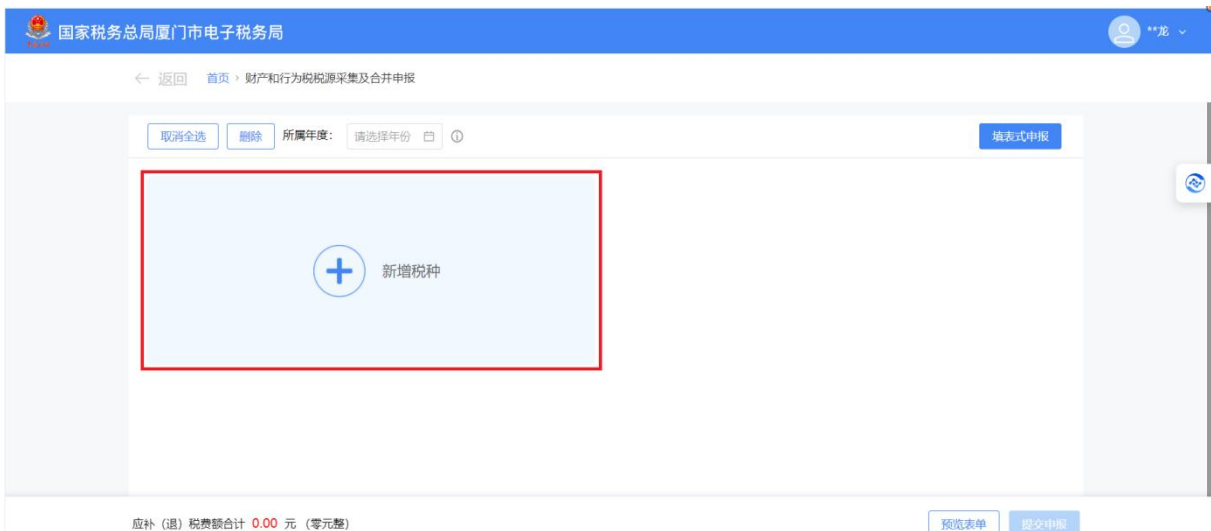 国家税务总局厦门市电子税务局 **龙
返回 首页 > 财产和行为税税源采集及合并申报
取消全选 删除 所属年度： 请选择年份 填表式申报
新增税种
应补（退）税费额合计 0.00 元（零元整） 预览表单 提交申报